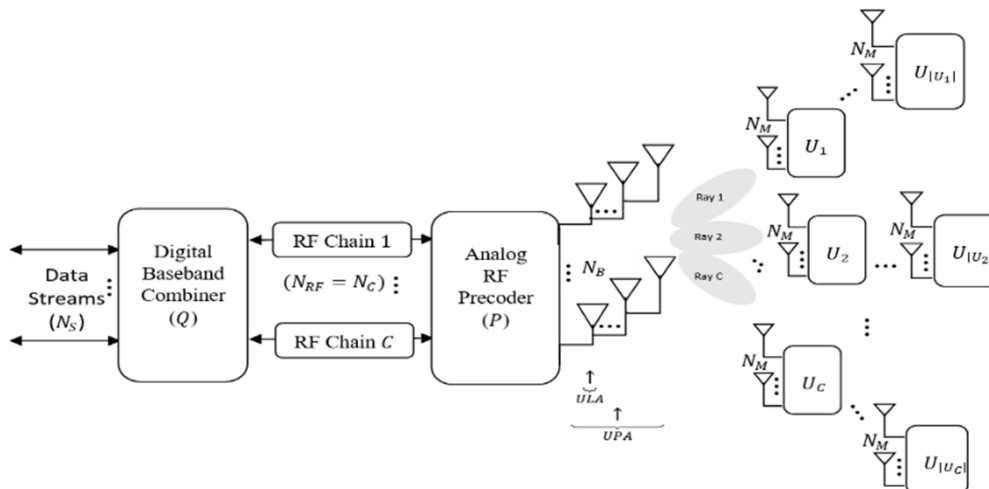 Data
Streams
(N_S)
Digital
Baseband
Combiner
(Q)
RF Chain 1
(N_RF = N_C)
RF Chain C
Analog
RF
Precoder
(P)
N_B
ULA
UPA
Ray 1
Ray 2
Ray C
N_M
U_1
N_M
U_|U_1|
N_M
U_2
N_M
U_|U_2
N_M
U_C
N_M
U_|U_C|